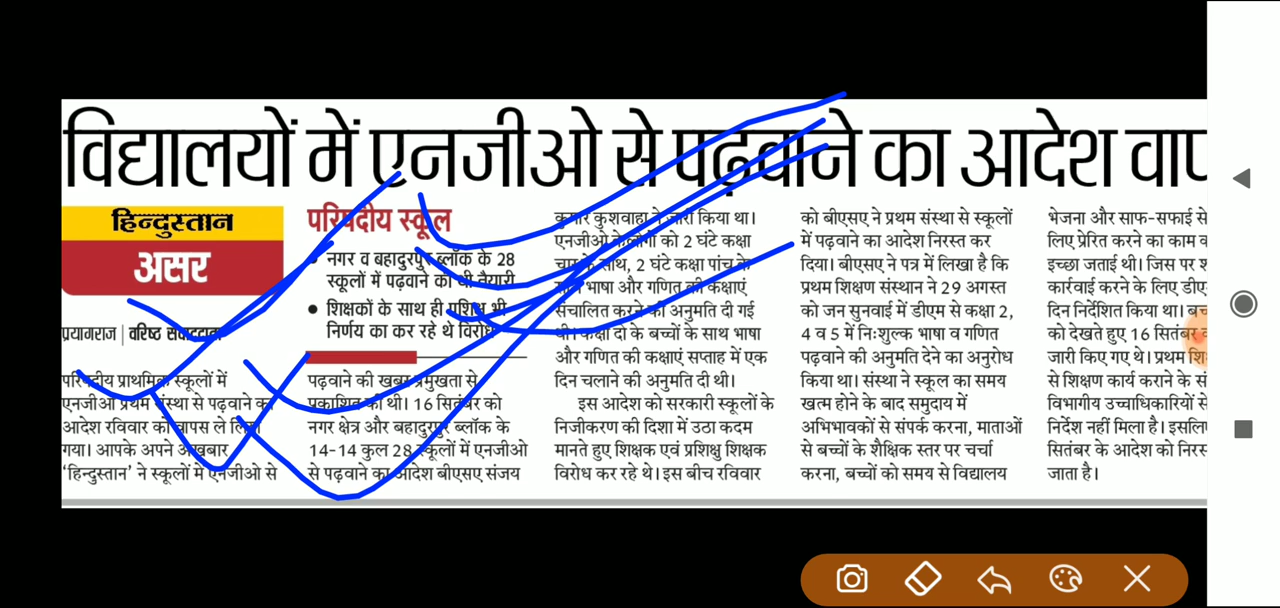 विद्यालयों में एनजीओ से पढ़वाने का आदेश वाप
हिन्दुस्तान
असर
प्रयागराज | वरिष्ठ संवाददाता
परिषदीय प्राथमिक स्कूलों में
एनजीओ प्रथम संस्था से पढ़वाने का
आदेश रविवार को वापस ले लिया
गया। आपके अपने अखबार
‘हिन्दुस्तान’ ने स्कूलों में एनजीओ से
परिषदीय स्कूल
नगर व बहादुरपुर ब्लॉक के 28
स्कूलों में पढ़वाने की थी तैयारी
● शिक्षकों के साथ ही प्रशिक्षु भी
निर्णय का कर रहे थे विरोध
पढ़वाने की खबर प्रमुखता से
प्रकाशित की थी। 16 सितंबर को
नगर क्षेत्र और बहादुरपुर ब्लॉक के
14-14 कुल 28 स्कूलों में एनजीओ
से पढ़वाने का आदेश बीएसए संजय
कुमार कुशवाहा ने जारी किया था।
एनजीओ के लोगों को 2 घंटे कक्षा
चार के साथ, 2 घंटे कक्षा पांच के
साथ भाषा और गणित की कक्षाएं
संचालित करने की अनुमति दी गई
थी। कक्षा दो के बच्चों के साथ भाषा
और गणित की कक्षाएं सप्ताह में एक
दिन चलाने की अनुमति दी थी।
इस आदेश को सरकारी स्कूलों के
निजीकरण की दिशा में उठा कदम
मानते हुए शिक्षक एवं प्रशिक्षु शिक्षक
विरोध कर रहे थे। इस बीच रविवार
को बीएसए ने प्रथम संस्था से स्कूलों
में पढ़वाने का आदेश निरस्त कर
दिया। बीएसए ने पत्र में लिखा है कि
प्रथम शिक्षण संस्थान ने 29 अगस्त
को जन सुनवाई में डीएम से कक्षा 2,
4 व 5 में निःशुल्क भाषा व गणित
पढ़वाने की अनुमति देने का अनुरोध
किया था। संस्था ने स्कूल का समय
खत्म होने के बाद समुदाय में
अभिभावकों से संपर्क करना, माताओं
से बच्चों के शैक्षिक स्तर पर चर्चा
करना, बच्चों को समय से विद्यालय
भेजना और साफ-सफाई से
लिए प्रेरित करने का काम
इच्छा जताई थी। जिस पर
कार्रवाई करने के लिए डीए
दिन निर्देशित किया था। बच
को देखते हुए 16 सितंबर
जारी किए गए थे। प्रथम शि
से शिक्षण कार्य कराने के सं
विभागीय उच्चाधिकारियों से
निर्देश नहीं मिला है। इसलि
सितंबर के आदेश को निरस
जाता है।